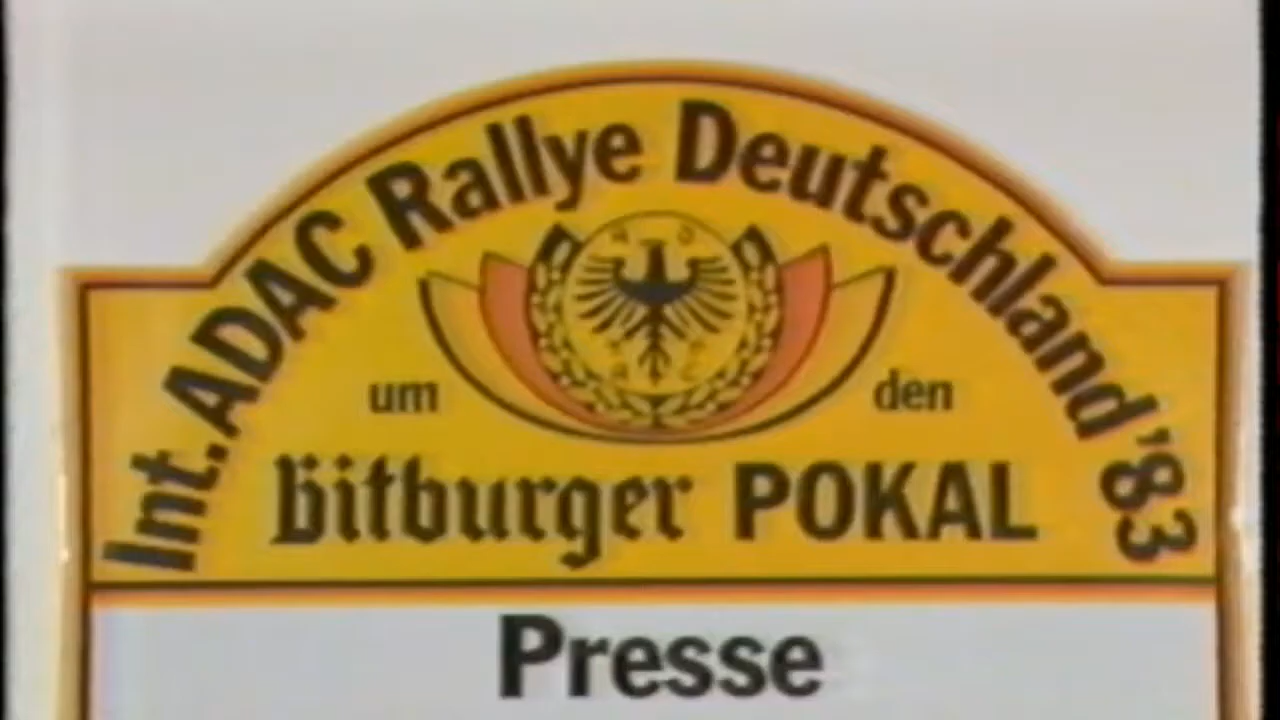 Int. ADAC Rallye Deutschland '83
um den
Bitburger POKAL
Presse